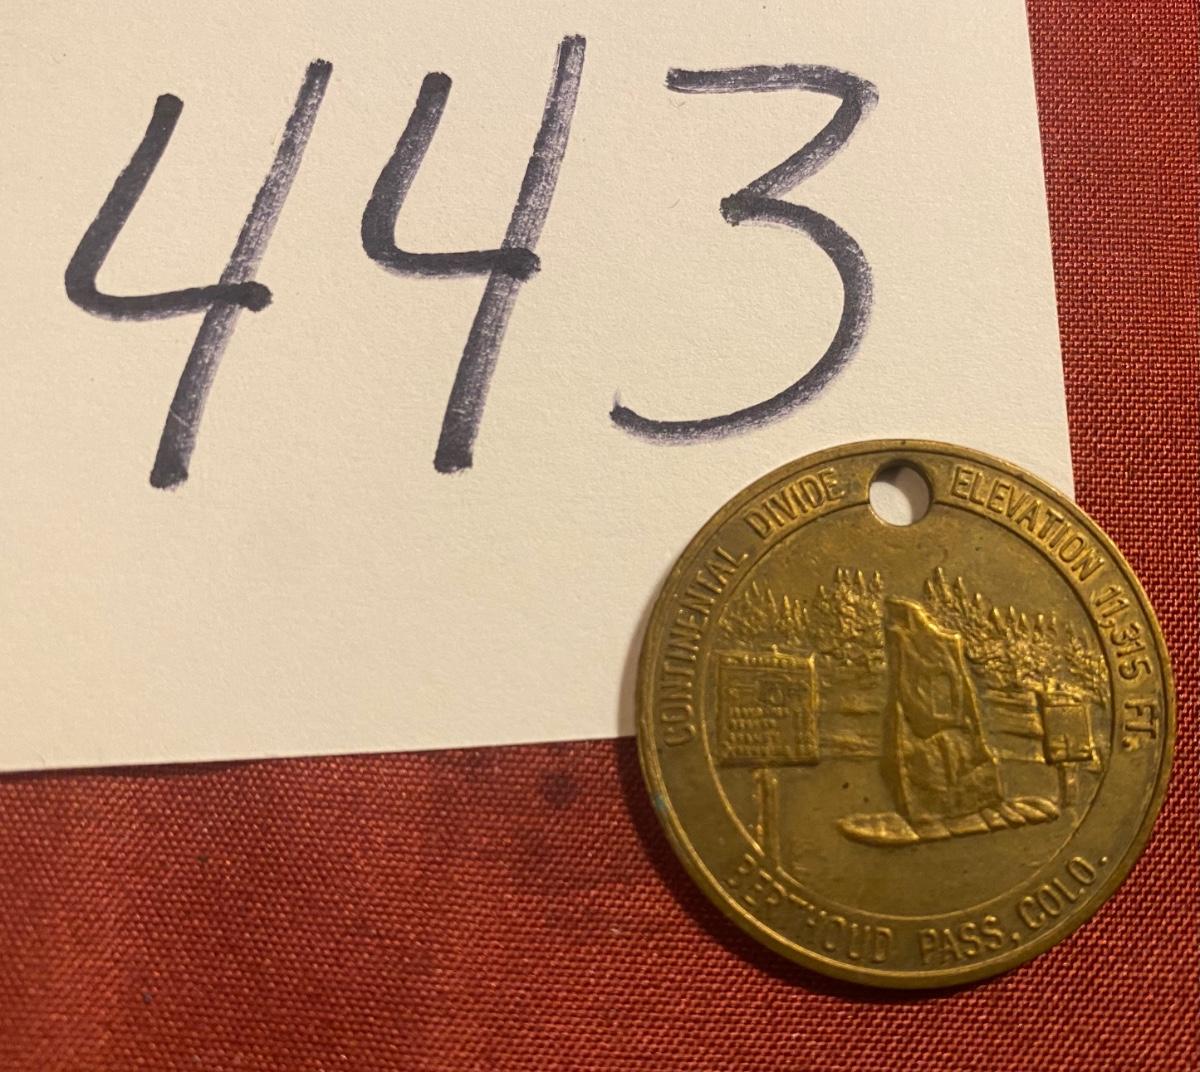 443
CONTINENTAL DIVIDE ELEVATION 11,315 FT.
BERTHOUD PASS, COLO.